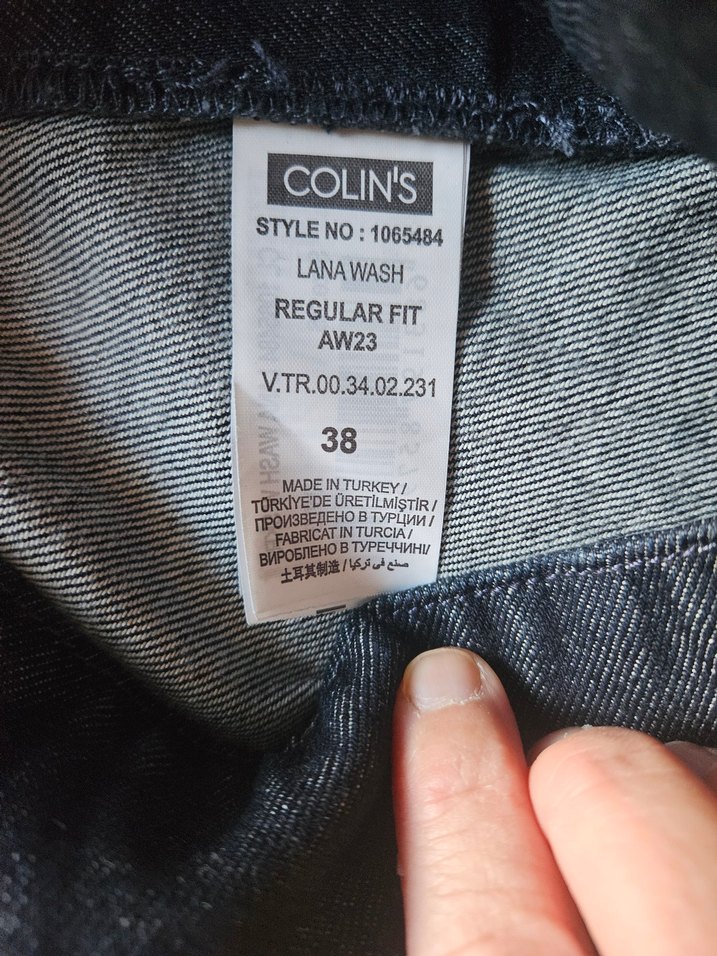 COLIN'S
STYLE NO : 1065484
LANA WASH
REGULAR FIT
AW23
V.TR.00.34.02.231
38
MADE IN TURKEY /
TÜRKİYE'DE ÜRETİLMİŞTİR /
ПРОИЗВЕДЕНО В ТУРЦИИ /
FABRICAT IN TURCIA /
ВИРОБЛЕНО В ТУРЕЧЧИНІ/
土耳其制造 / صنع في تركيا